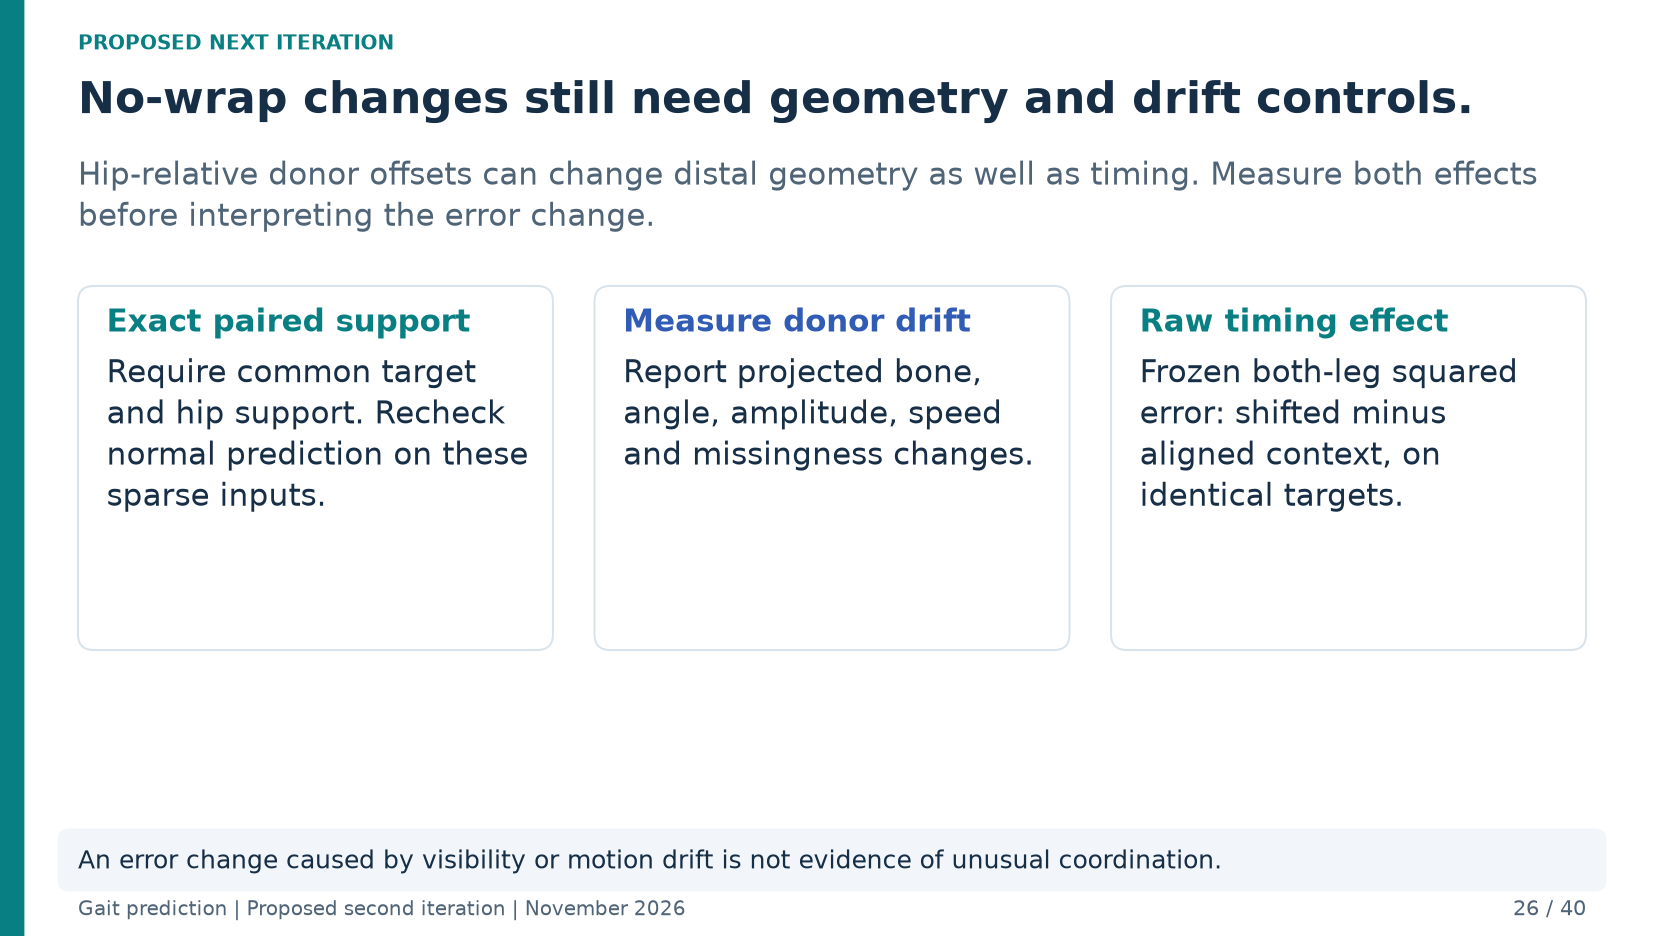 PROPOSED NEXT ITERATION
No-wrap changes still need geometry and drift controls.
Hip-relative donor offsets can change distal geometry as well as timing. Measure both effects
before interpreting the error change.
Exact paired support
Require common target
and hip support. Recheck
normal prediction on these
sparse inputs.
Measure donor drift
Report projected bone,
angle, amplitude, speed
and missingness changes.
Raw timing effect
Frozen both-leg squared
error: shifted minus
aligned context, on
identical targets.
An error change caused by visibility or motion drift is not evidence of unusual coordination.
Gait prediction | Proposed second iteration | November 2026
26 / 40